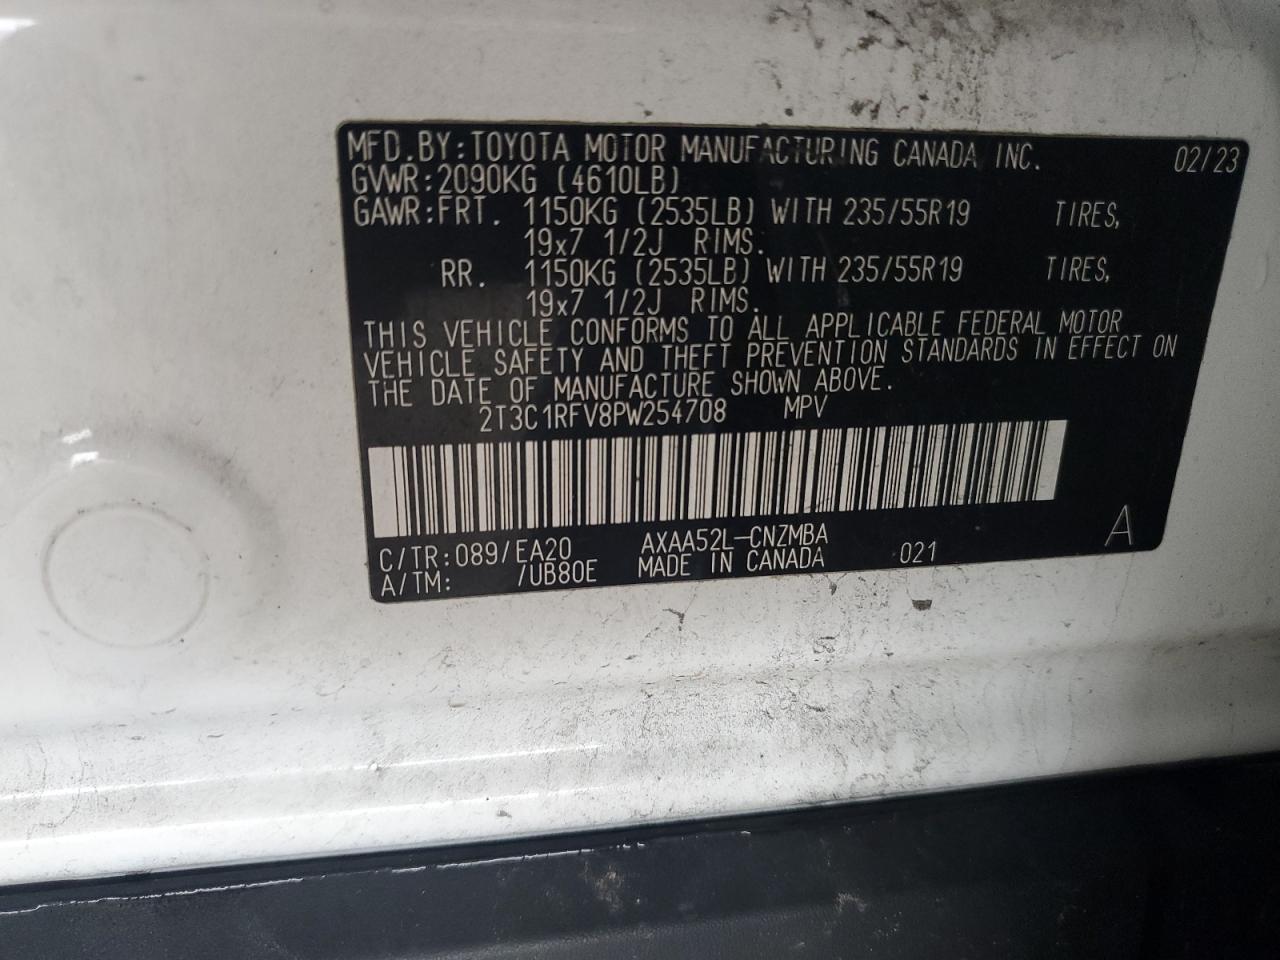 MFD.BY:TOYOTA MOTOR MANUFACTURING CANADA INC. 02/23
GVWR:2090KG (4610LB)
GAWR:FRT. 1150KG (2535LB) WITH 235/55R19 TIRES,
19x7 1/2J RIMS.
RR. 1150KG (2535LB) WITH 235/55R19 TIRES,
19x7 1/2J RIMS.
THIS VEHICLE CONFORMS TO ALL APPLICABLE FEDERAL MOTOR
VEHICLE SAFETY AND THEFT PREVENTION STANDARDS IN EFFECT ON
THE DATE OF MANUFACTURE SHOWN ABOVE.
2T3C1RFV8PW254708 MPV
C/TR:089/EA20 AXAA52L-CNZMBA 021 A
A/TM: /UB80E MADE IN CANADA